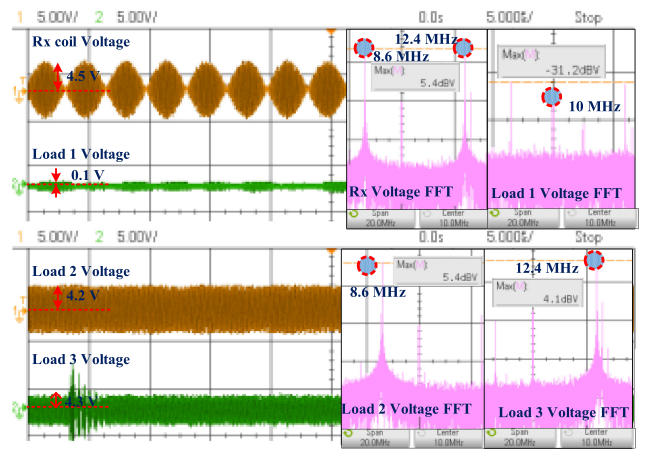 1 5.00V/ 2 5.00V/ 0.0s 5.000%/ Stop
Rx coil Voltage
4.5 V
Load 1 Voltage
0.1 V
12.4 MHz
8.6 MHz
Max(M):
5.4dBV
Rx Voltage FFT
Span
20.0MHz
Center
10.0MHz
Max(M):
-31.2dBV
10 MHz
Load 1 Voltage FFT
Span
20.0MHz
Center
10.0MHz
1 5.00V/ 2 5.00V/ 0.0s 5.000%/ Stop
Load 2 Voltage
4.2 V
Load 3 Voltage
4.3 V
Max(M):
5.4dBV
8.6 MHz
Load 2 Voltage FFT
Span
20.0MHz
Center
10.0MHz
12.4 MHz
Max(M):
4.1dBV
Load 3 Voltage FFT
Span
20.0MHz
Center
10.0MHz